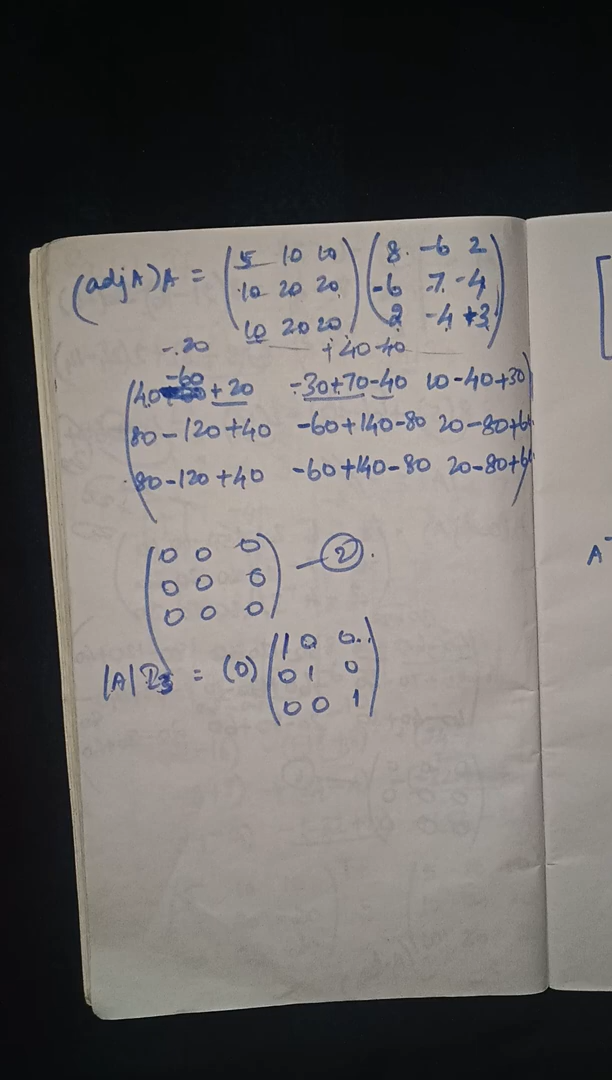 (adjA)A = (5 10 10) (8 -6 2)
(10 20 20) (-6 7 -4)
(10 20 20) (2 -4 +3)
-20 +40-40
-60
(40 +20 -30+70-40 10-40+30)
80-120+40 -60+140-80 20-80+6
80-120+40 -60+140-80 20-80+6
(0 0 0) - (2).
0 0 0
0 0 0
|A|I3 = (0) (1 0 0..)
0 1 0
0 0 1
A-